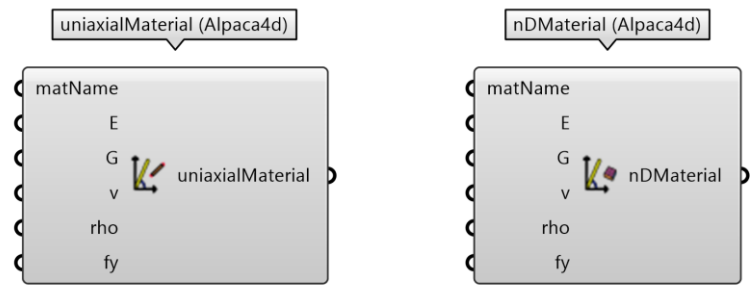 uniaxialMaterial (Alpaca4d)
matName
E
G
v
rho
fy
uniaxialMaterial
nDMaterial (Alpaca4d)
matName
E
G
v
rho
fy
nDMaterial